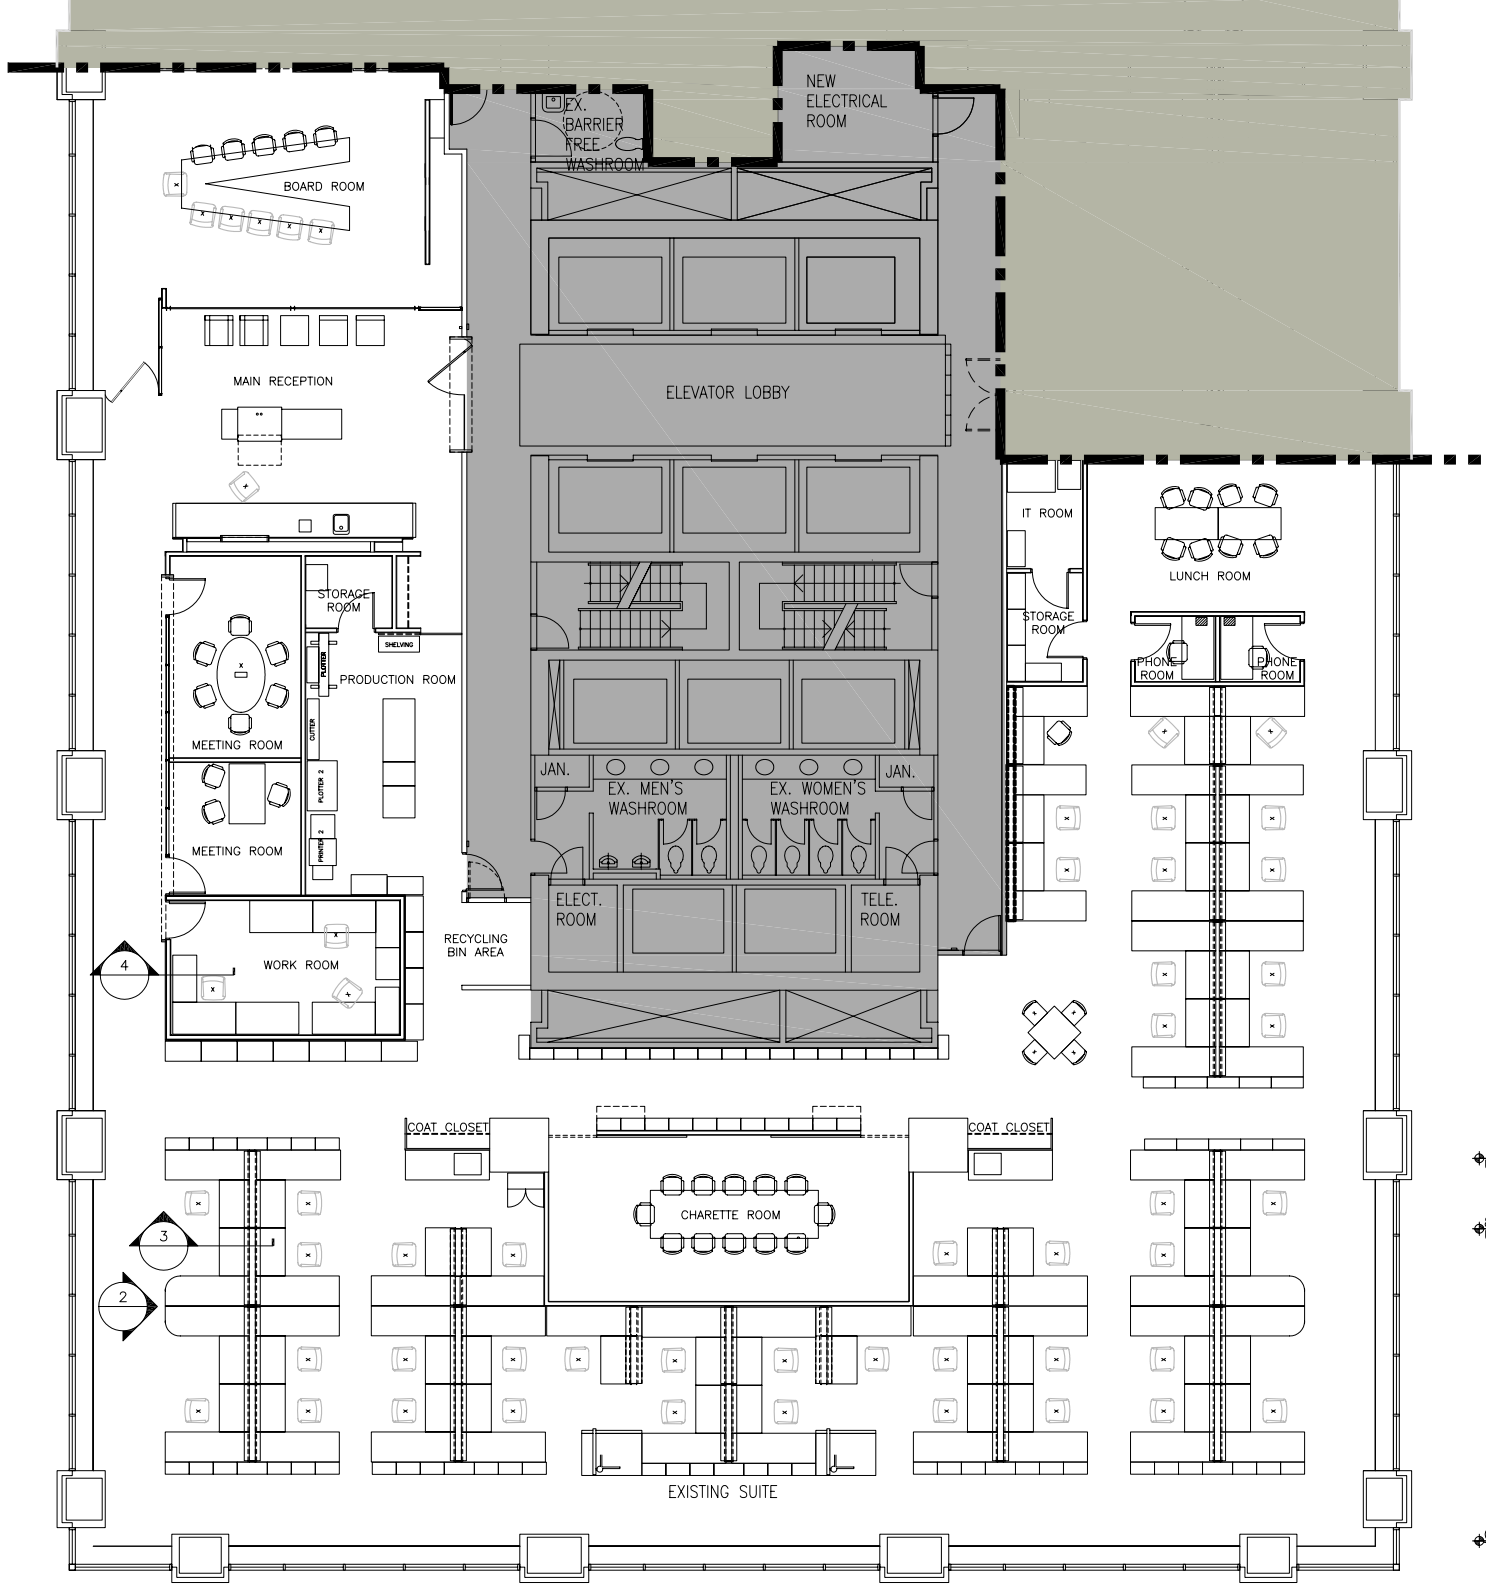 NEW
ELECTRICAL
ROOM
EX.
BARRIER
FREE
WASHROOM
BOARD ROOM
MAIN RECEPTION
ELEVATOR LOBBY
IT ROOM
LUNCH ROOM
STORAGE
ROOM
STORAGE
ROOM
SHELVING
PLOTTER
PRODUCTION ROOM
PHONE
ROOM
PHONE
ROOM
CUTTER
MEETING ROOM
PLOTTER 2
JAN.
EX. MEN'S
WASHROOM
EX. WOMEN'S
WASHROOM
JAN.
PRINTER 2
MEETING ROOM
ELECT.
ROOM
TELE.
ROOM
RECYCLING
BIN AREA
WORK ROOM
4
COAT CLOSET
COAT CLOSET
CHARETTE ROOM
3
2
EXISTING SUITE